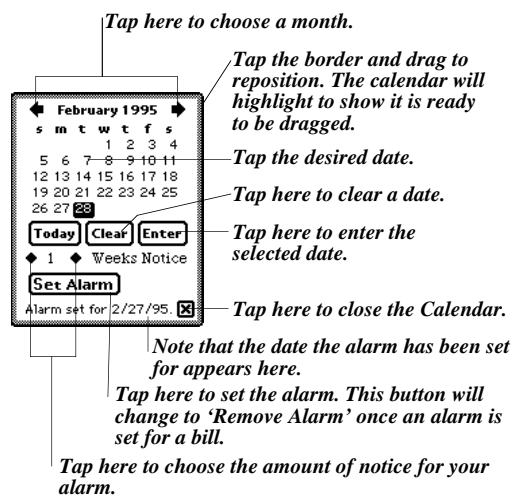 Tap here to choose a month.
Tap the border and drag to
reposition. The calendar will
highlight to show it is ready
to be dragged.
February 1995
s m t w t f s
1 2 3 4
5 6 7 8 9 10 11
12 13 14 15 16 17 18
19 20 21 22 23 24 25
26 27 28
Tap the desired date.
Tap here to clear a date.
Today Clear Enter
Tap here to enter the
selected date.
1 Weeks Notice
Set Alarm
Alarm set for 2/27/95.
Tap here to close the Calendar.
Note that the date the alarm has been set
for appears here.
Tap here to set the alarm. This button will
change to ‘Remove Alarm’ once an alarm is
set for a bill.
Tap here to choose the amount of notice for your
alarm.